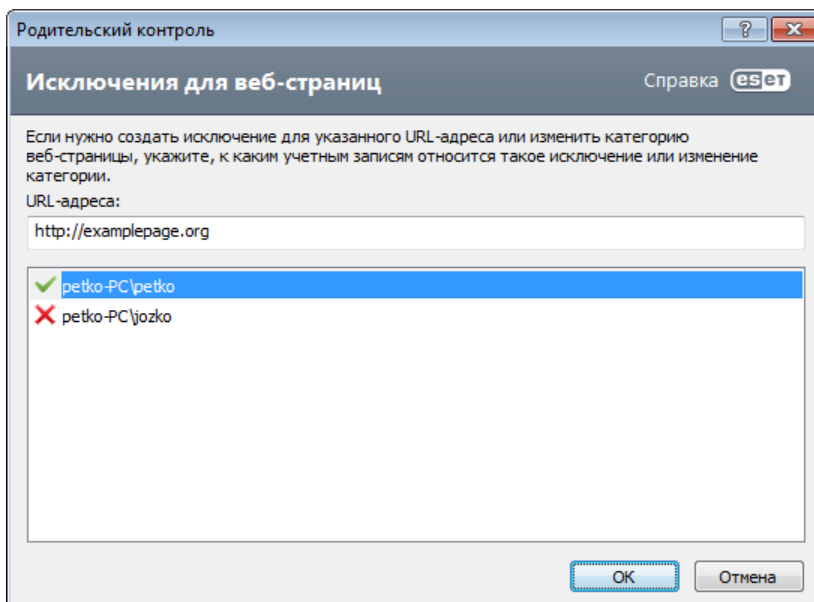 Родительский контроль
Исключения для веб-страниц
Справка eset
Если нужно создать исключение для указанного URL-адреса или изменить категорию
веб-страницы, укажите, к каким учетным записям относится такое исключение или изменение
категории.
URL-адреса:
http://examplepage.org
petko-PC\petko
petko-PC\jozko
OK
Отмена